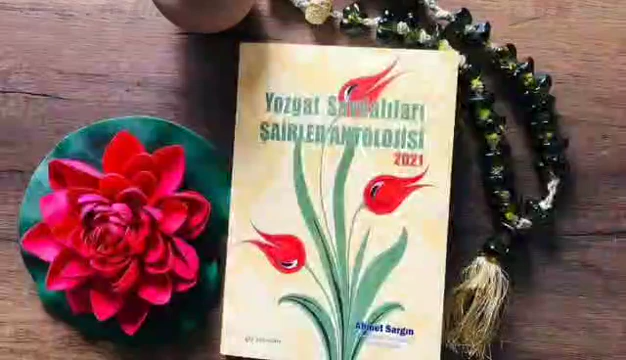 Yozgat Sevdalıları
ŞAİRLER ANTOLOJİSİ
2021
Ahmet Sargın